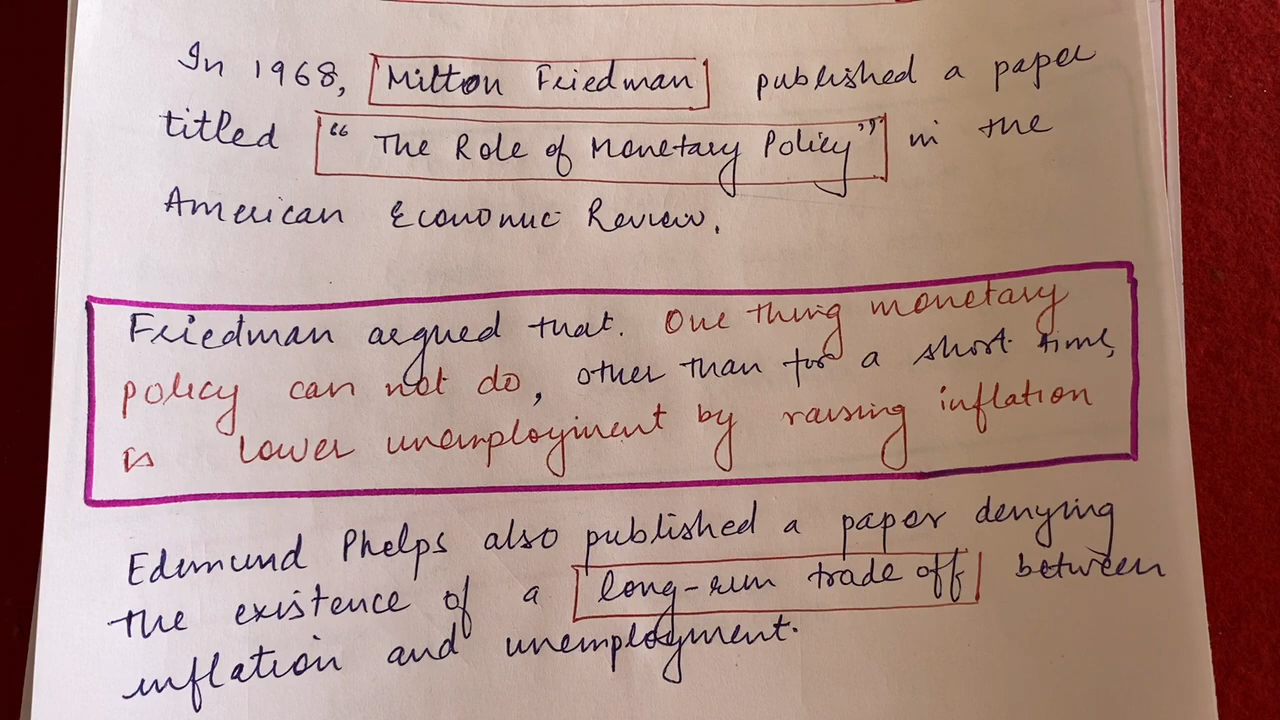 In 1968, Milton Friedman published a paper
titled "The Role of Monetary Policy" in the
American Economic Review.
Friedman argued that. One thing monetary
policy can not do, other than for a short time,
is lower unemployment by raising inflation
Edmund Phelps also published a paper denying
the existence of a long-run trade off between
inflation and unemployment.